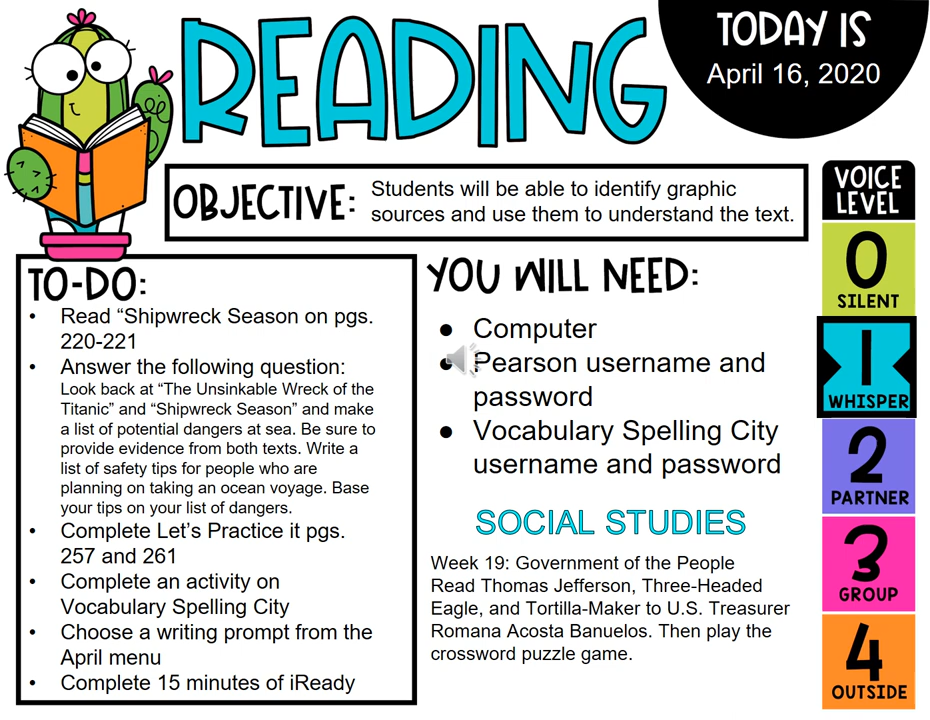 READING
TODAY IS
April 16, 2020
OBJECTIVE:
Students will be able to identify graphic
sources and use them to understand the text.
TO-DO:
• Read “Shipwreck Season on pgs.
220-221
• Answer the following question:
Look back at “The Unsinkable Wreck of the
Titanic” and “Shipwreck Season” and make
a list of potential dangers at sea. Be sure to
provide evidence from both texts. Write a
list of safety tips for people who are
planning on taking an ocean voyage. Base
your tips on your list of dangers.
• Complete Let’s Practice it pgs.
257 and 261
• Complete an activity on
Vocabulary Spelling City
• Choose a writing prompt from the
April menu
• Complete 15 minutes of iReady
YOU WILL NEED:
● Computer
● Pearson username and
password
● Vocabulary Spelling City
username and password
SOCIAL STUDIES
Week 19: Government of the People
Read Thomas Jefferson, Three-Headed
Eagle, and Tortilla-Maker to U.S. Treasurer
Romana Acosta Banuelos. Then play the
crossword puzzle game.
VOICE
LEVEL
0
SILENT
1
WHISPER
2
PARTNER
3
GROUP
4
OUTSIDE